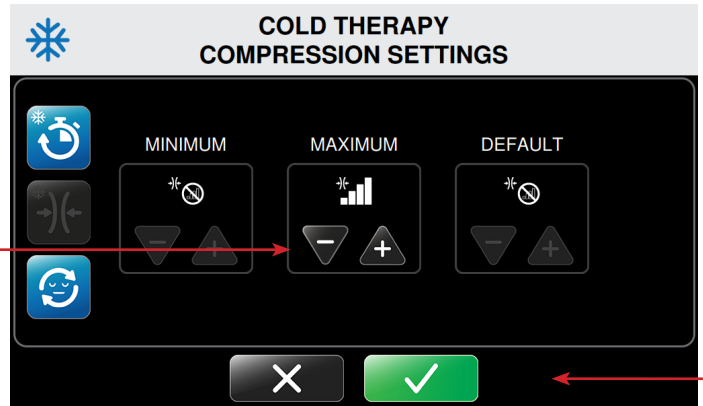 COLD THERAPY
COMPRESSION SETTINGS
MINIMUM
MAXIMUM
DEFAULT